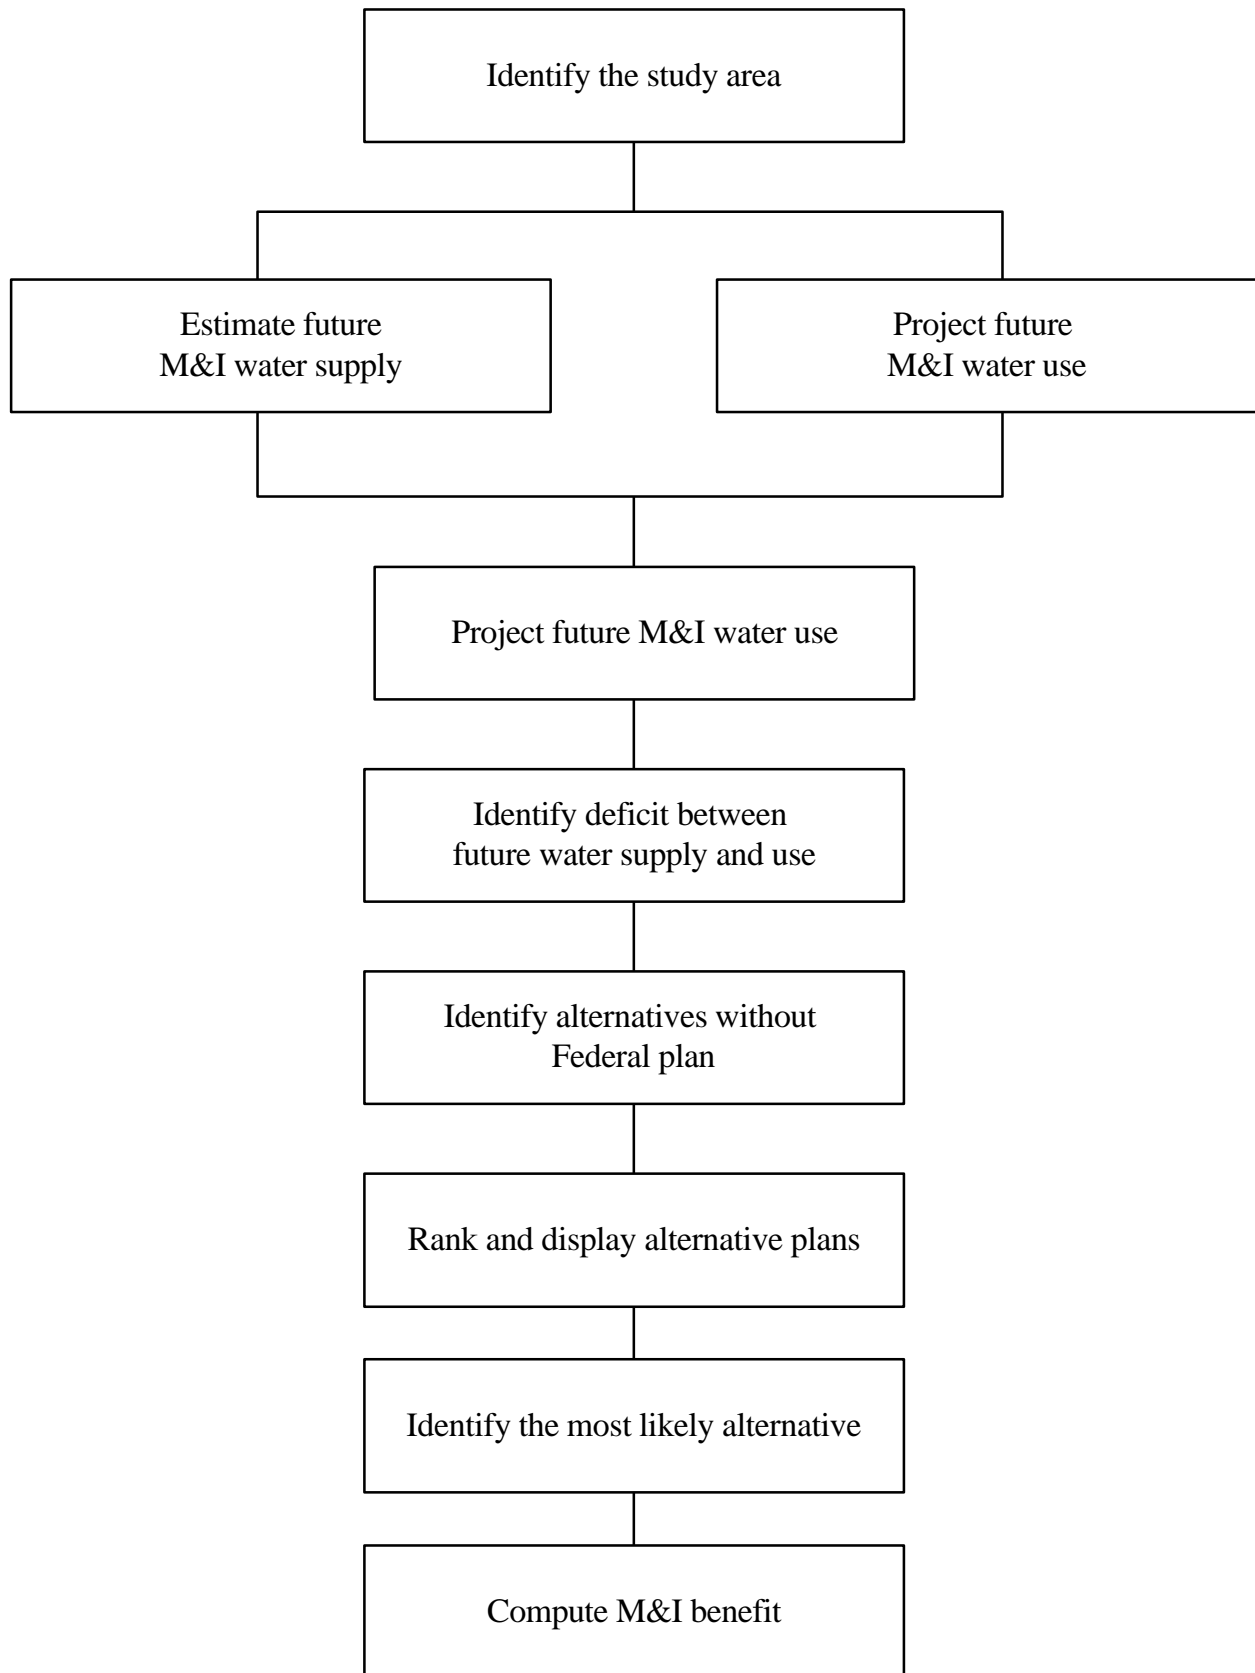 Identify the study area
Estimate future
M&I water supply
Project future
M&I water use
Project future M&I water use
Identify deficit between
future water supply and use
Identify alternatives without
Federal plan
Rank and display alternative plans
Identify the most likely alternative
Compute M&I benefit